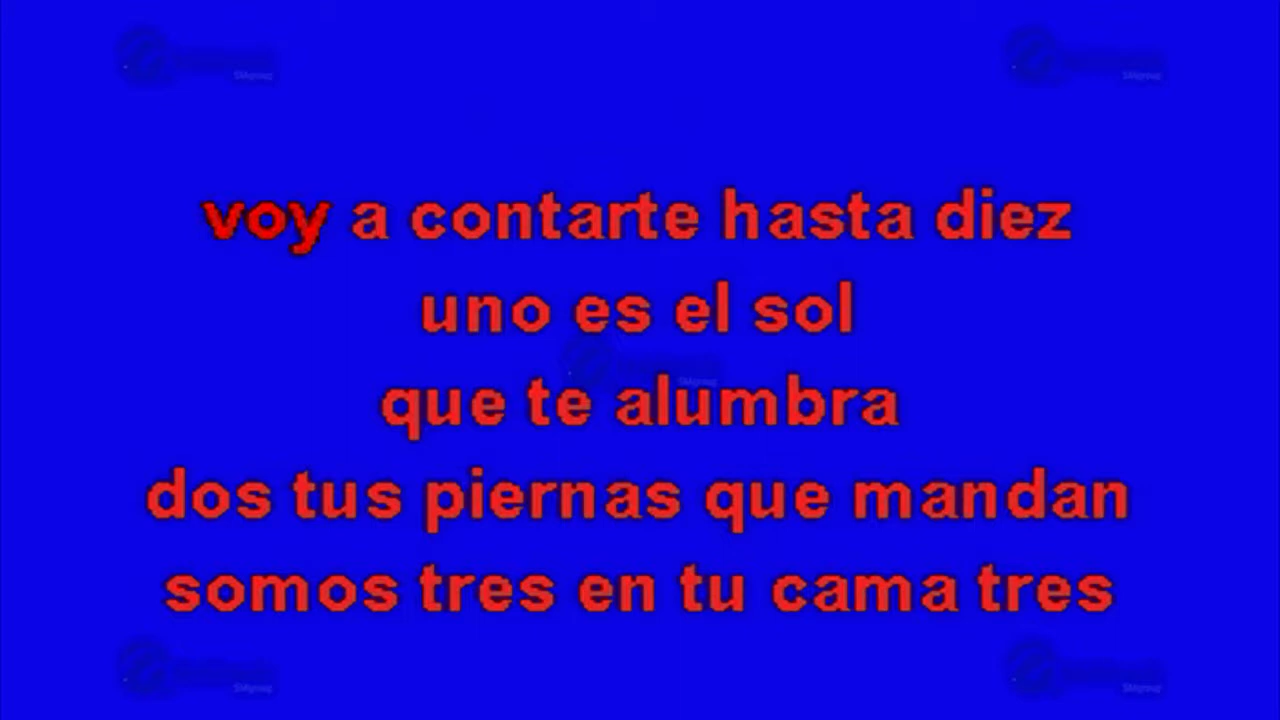 voy a contarte hasta diez
uno es el sol
que te alumbra
dos tus piernas que mandan
somos tres en tu cama tres